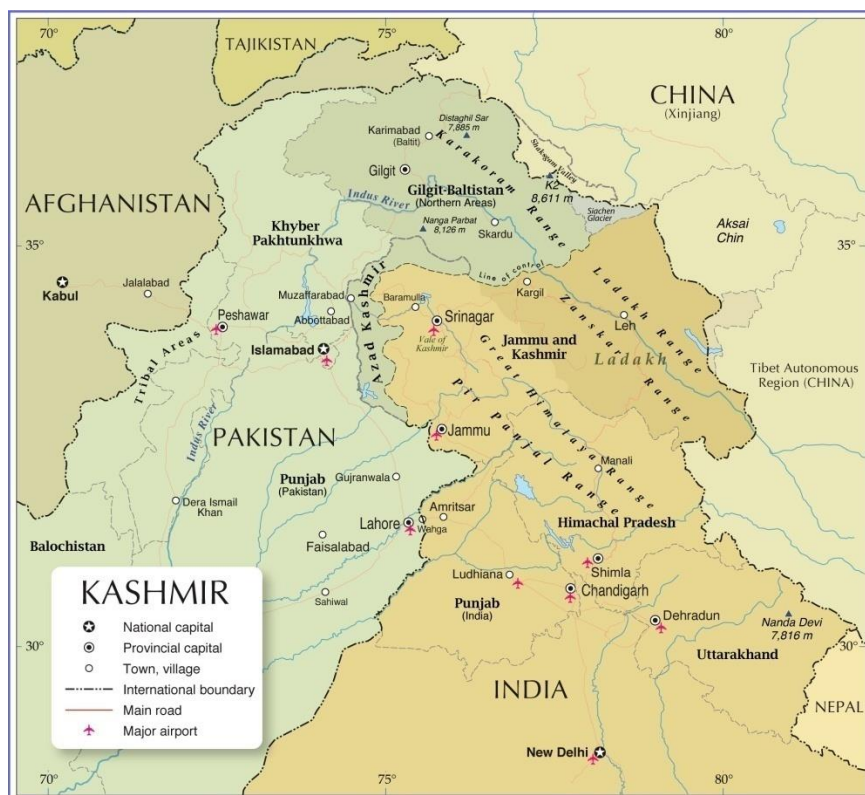 70°
75°
80°
TAJIKISTAN
CHINA
(Xinjiang)
Distaghil Sar
7,885 m
Karimabad
(Baltit)
Karakoram Range
Shaksgam Valley
Gilgit
K2
8,611 m
Gilgit-Baltistan
(Northern Areas)
Indus River
AFGHANISTAN
Khyber
Pakhtunkhwa
Nanga Parbat
8,126 m
Skardu
Siachen
Glacier
Aksai
Chin
35°
35°
Line of control
Kabul
Jalalabad
Muzaffarabad
Abbottabad
Azad Kashmir
Baramulla
Kargil
Ladakh Range
Zanskar Range
Peshawar
Srinagar
Leh
Vale of
Kashmir
Jammu and
Kashmir
Ladakh
Islamabad
Tribal Areas
Great Himalaya Range
Pir Panjal Range
Tibet Autonomous
Region (CHINA)
Indus River
PAKISTAN
Jammu
Manali
Punjab
(Pakistan)
Gujranwala
Dera Ismail
Khan
Amritsar
Lahore
Wahga
Himachal Pradesh
Faisalabad
Balochistan
Shimla
Ludhiana
Chandigarh
Sahiwal
Punjab
(India)
Dehradun
Nanda Devi
7,816 m
Uttarakhand
30°
30°
INDIA
NEPAL
New Delhi
KASHMIR
National capital
Provincial capital
Town, village
International boundary
Main road
Major airport
70°
75°
80°